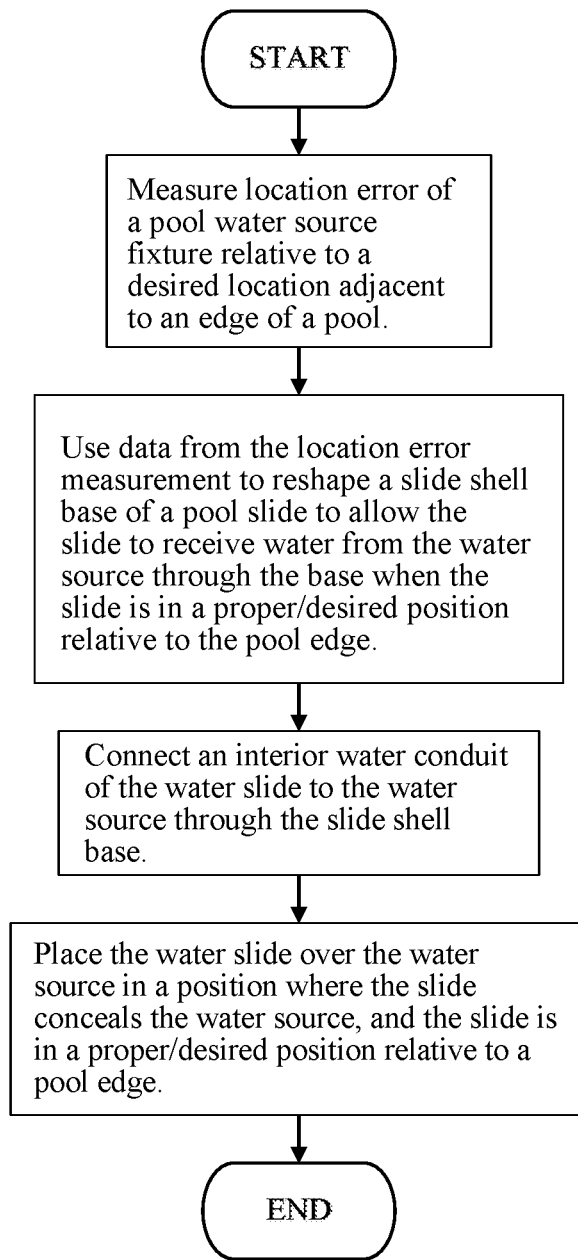 START
Measure location error of
a pool water source
fixture relative to a
desired location adjacent
to an edge of a pool.
Use data from the location error
measurement to reshape a slide shell
base of a pool slide to allow the
slide to receive water from the water
source through the base when the
slide is in a proper/desired position
relative to the pool edge.
Connect an interior water conduit
of the water slide to the water
source through the slide shell
base.
Place the water slide over the water
source in a position where the slide
conceals the water source, and the slide is
in a proper/desired position relative to a
pool edge.
END